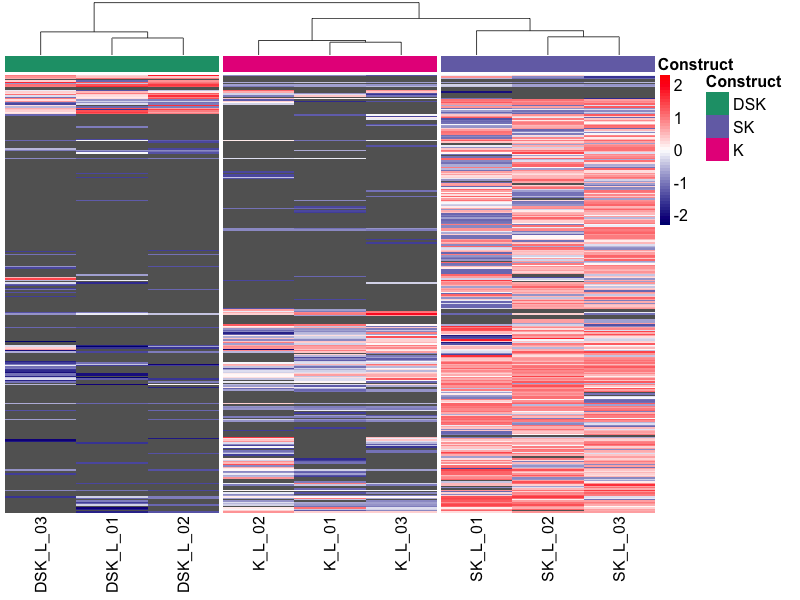 Construct
2
1
0
-1
-2
Construct
DSK
SK
K
DSK_L_03
DSK_L_01
DSK_L_02
K_L_02
K_L_01
K_L_03
SK_L_01
SK_L_02
SK_L_03